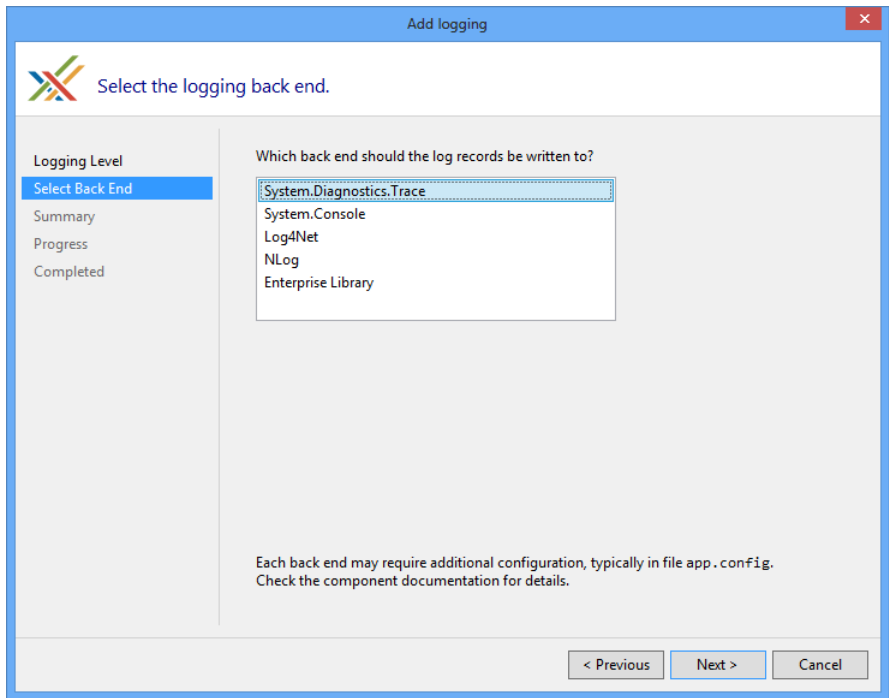 Add logging
Select the logging back end.
Logging Level
Select Back End
Summary
Progress
Completed
Which back end should the log records be written to?
System.Diagnostics.Trace
System.Console
Log4Net
NLog
Enterprise Library
Each back end may require additional configuration, typically in file app.config.
Check the component documentation for details.
< Previous
Next >
Cancel